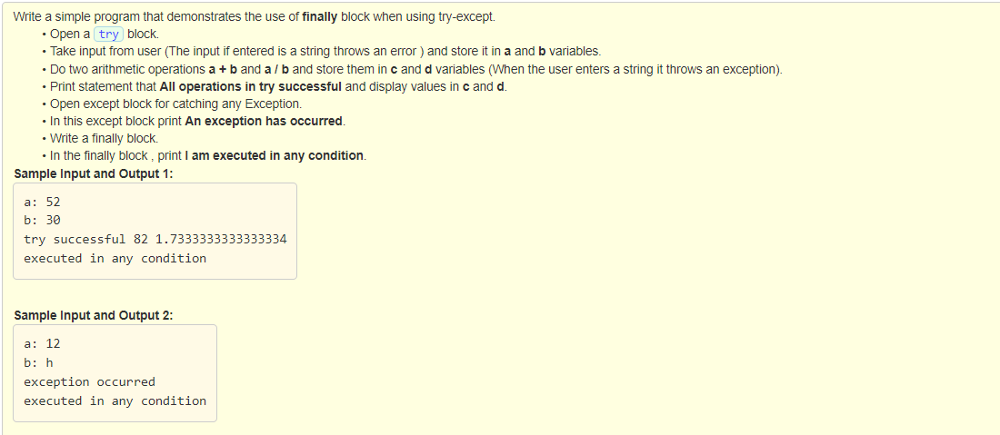 Write a simple program that demonstrates the use of finally block when using try-except.
• Open a try block.
• Take input from user (The input if entered is a string throws an error ) and store it in a and b variables.
• Do two arithmetic operations a + b and a / b and store them in c and d variables (When the user enters a string it throws an exception).
• Print statement that All operations in try successful and display values in c and d.
• Open except block for catching any Exception.
• In this except block print An exception has occurred.
• Write a finally block.
• In the finally block , print I am executed in any condition.
Sample Input and Output 1:
a: 52
b: 30
try successful 82 1.7333333333333334
executed in any condition
Sample Input and Output 2:
a: 12
b: h
exception occurred
executed in any condition